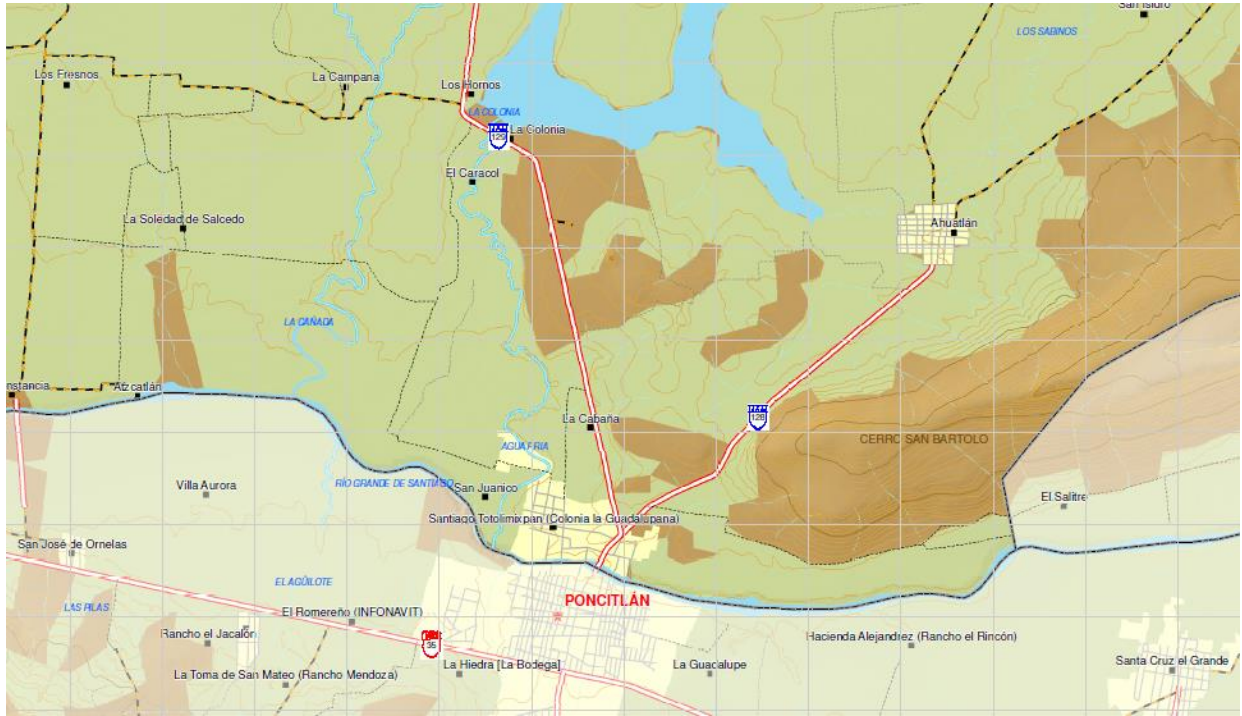 San Isidro
LOS SABINOS
Los Fresnos
La Campana
Los Hornos
LA COLONIA
129
La Colonia
El Caracol
La Soledad de Salcedo
Ahuatlán
LA CAÑADA
nstancia
Atzcatlán
La Cabaña
128
AGUA FRIA
CERRO SAN BARTOLO
Villa Aurora
RÍO GRANDE DE SANTIAGO
San Juanico
El Salitre
Santiago Totolimixpan (Colonia la Guadalupana)
San José de Ornelas
EL AGÜILOTE
PONCITLÁN
LAS PILAS
El Romereño (INFONAVIT)
Rancho el Jacalón
35
Hacienda Alejandrez (Rancho el Rincón)
La Hiedra [La Bodega]
La Guadalupe
Santa Cruz el Grande
La Toma de San Mateo (Rancho Mendoza)